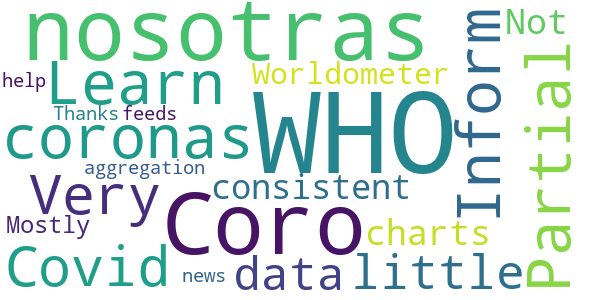 nosotras
Not
Learn
Worldometer
help
WHO
Inform
Partial
Thanks
feeds
coronas
aggregation
Very
consistent
Coro
Mostly
charts
Covid
data
little
news